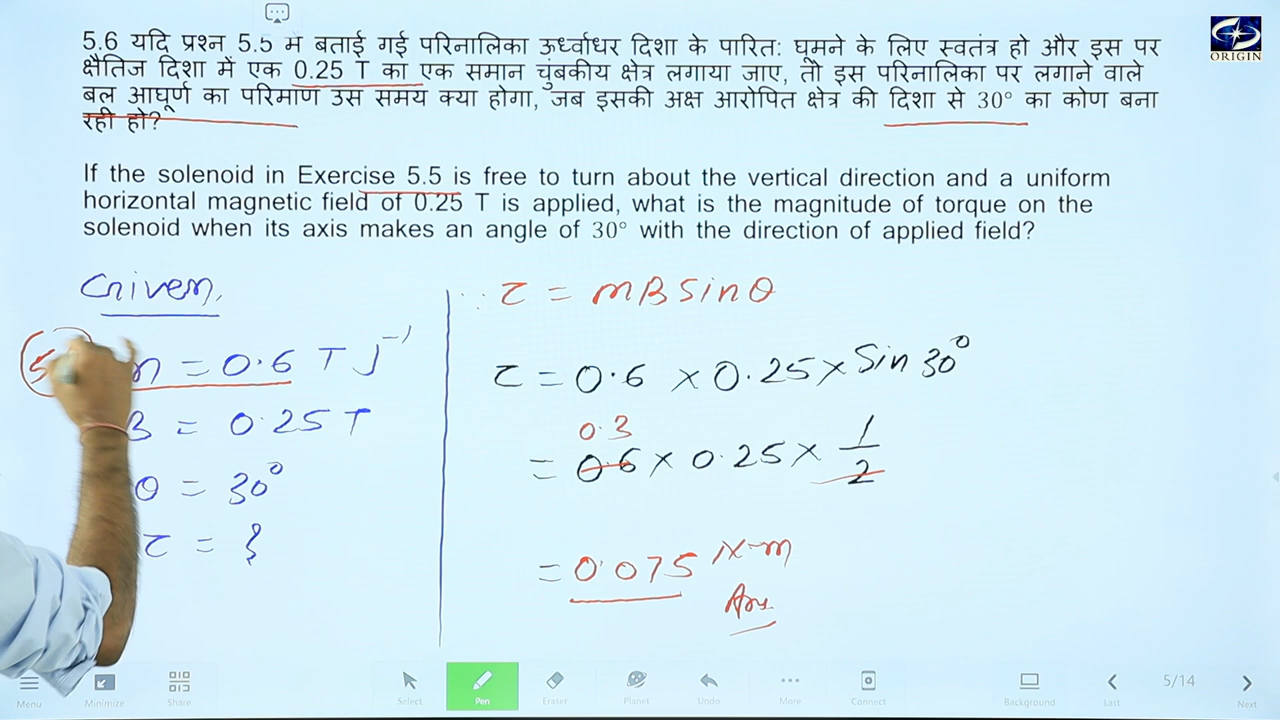 5.6 यदि प्रश्न 5.5 में बताई गई परिनालिका ऊर्ध्वाधर दिशा के पारित: घूमने के लिए स्वतंत्र हो और इस पर
क्षैतिज दिशा में एक 0.25 T का एक समान चुंबकीय क्षेत्र लगाया जाए, तो इस परिनालिका पर लगाने वाले
बल आघूर्ण का परिमाण उस समय क्या होगा, जब इसकी अक्ष आरोपित क्षेत्र की दिशा से 30° का कोण बना
रही हो?
ORIGIN
If the solenoid in Exercise 5.5 is free to turn about the vertical direction and a uniform
horizontal magnetic field of 0.25 T is applied, what is the magnitude of torque on the
solenoid when its axis makes an angle of 30° with the direction of applied field?
Given,
m = 0.6 T J⁻¹
B = 0.25 T
θ = 30°
τ = ?
τ = mB sinθ
τ = 0.6 × 0.25 × Sin 30°
0.3
= 0.6 × 0.25 × 1/2
= 0.075 N-m
Ans
Menu
Minimize
Share
Select
Pen
Eraser
Planet
Undo
More
Connect
Background
Last
5/14
Next